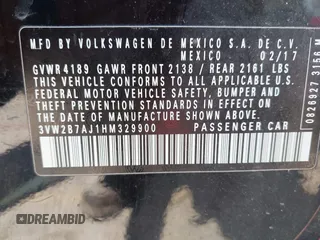 MFD BY VOLKSWAGEN DE MEXICO S.A. DE C.V.
MEXICO 02/17
GVWR 4189 GAWR FRONT 2138 / REAR 2161 LBS
THIS VEHICLE CONFORMS TO ALL APPLICABLE
FEDERAL MOTOR VEHICLE SAFETY, BUMPER,
AND THEFT PREVENTION STANDARDS IN EFFECT
ON THE DATE OF MANUFACTURE SHOWN ABOVE.
3VW2B7AJ1HM329900 PASSENGER CAR
0826927 3156 M
DREAMBID